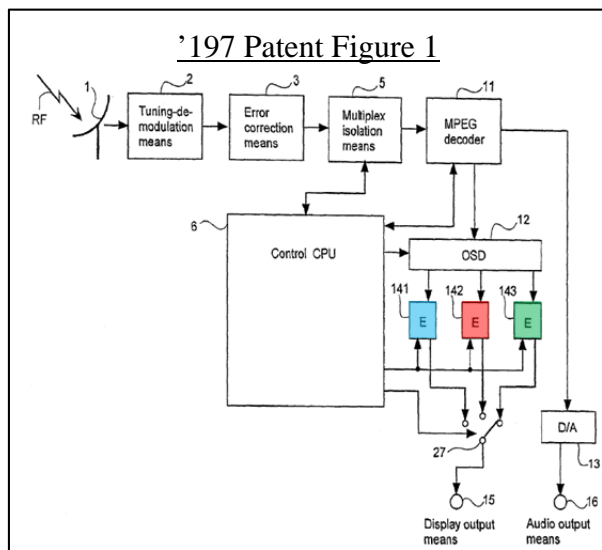 ’197 Patent Figure 1
1
RF
2
Tuning-de-
modulation
means
3
Error
correction
means
5
Multiplex
isolation
means
11
MPEG
decoder
6
Control CPU
12
OSD
141
E
142
E
143
E
27
D/A
13
15
Display output
means
16
Audio output
means